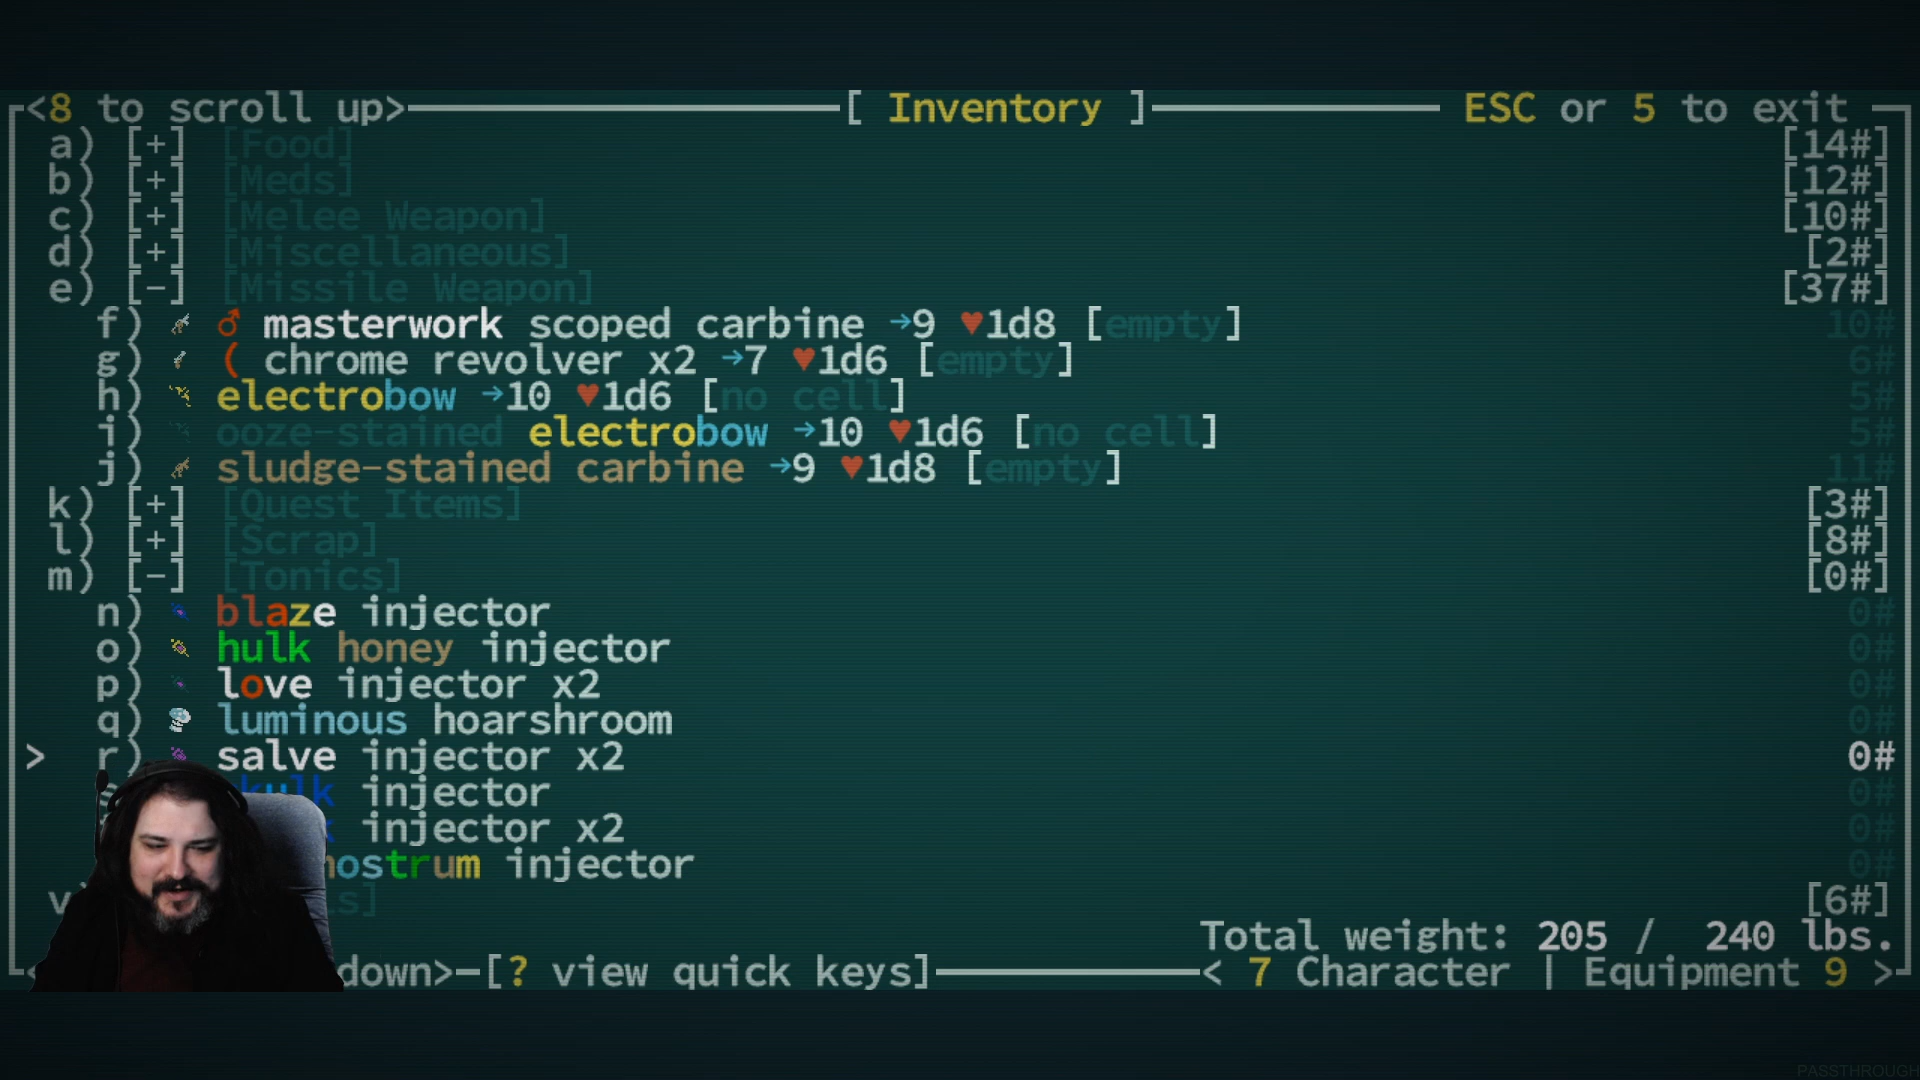 <8 to scroll up> [ Inventory ] ESC or 5 to exit
a) [+] [Food] [14#]
b) [+] [Meds] [12#]
c) [+] [Melee Weapon] [10#]
d) [+] [Miscellaneous] [2#]
e) [-] [Missile Weapon] [37#]
f) ♂ masterwork scoped carbine →9 ♥1d8 [empty] 10#
g) ( chrome revolver x2 →7 ♥1d6 [empty] 6#
h) electrobow →10 ♥1d6 [no cell] 5#
i) ooze-stained electrobow →10 ♥1d6 [no cell] 5#
j) sludge-stained carbine →9 ♥1d8 [empty] 11#
k) [+] [Quest Items] [3#]
l) [+] [Scrap] [8#]
m) [-] [Tonics] [0#]
n) blaze injector 0#
o) hulk honey injector 0#
p) love injector x2 0#
q) luminous hoarshroom 0#
> r) salve injector x2 0#
injector 0#
injector x2 0#
injector 0#
[6#]
Total weight: 205 / 240 lbs.
down> [? view quick keys] < 7 Character | Equipment 9 >
PASSTHROUGH